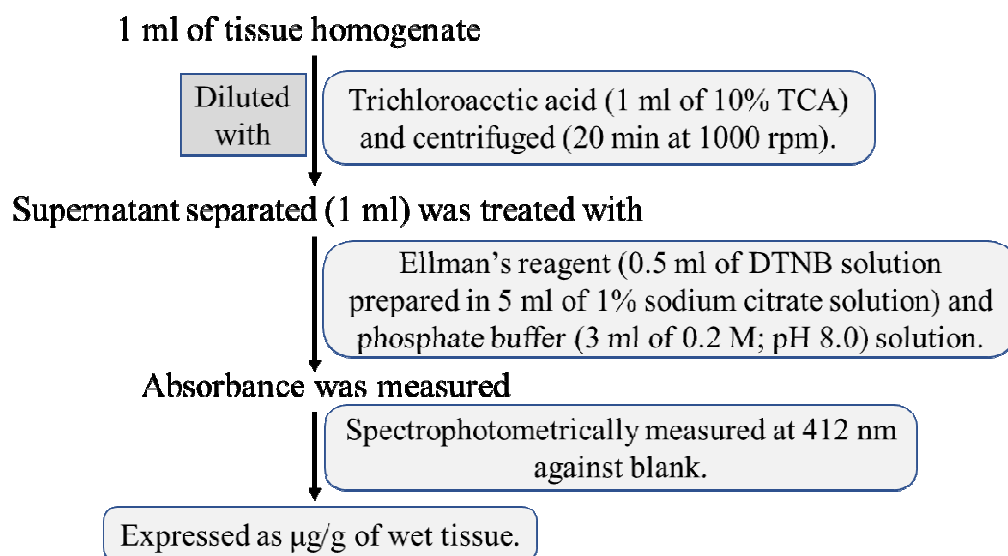 1 ml of tissue homogenate
Diluted
with
Trichloroacctic acid (1 ml of 10% TCA)
and centrifuged (20 min at 1000 rpm).
Supernatant separated (1 ml) was treated with
Ellman's reagent (0.5 ml of DTNB solution
prepared in 5 ml of 1% sodium citrate solution) and
phosphate buffer (3 ml of 0.2 M; pH 8.0) solution.
Absorbance was measured
Spectrophotometrically measured at 412 nm
against blank.
Expressed as µg/g of wet tissue.